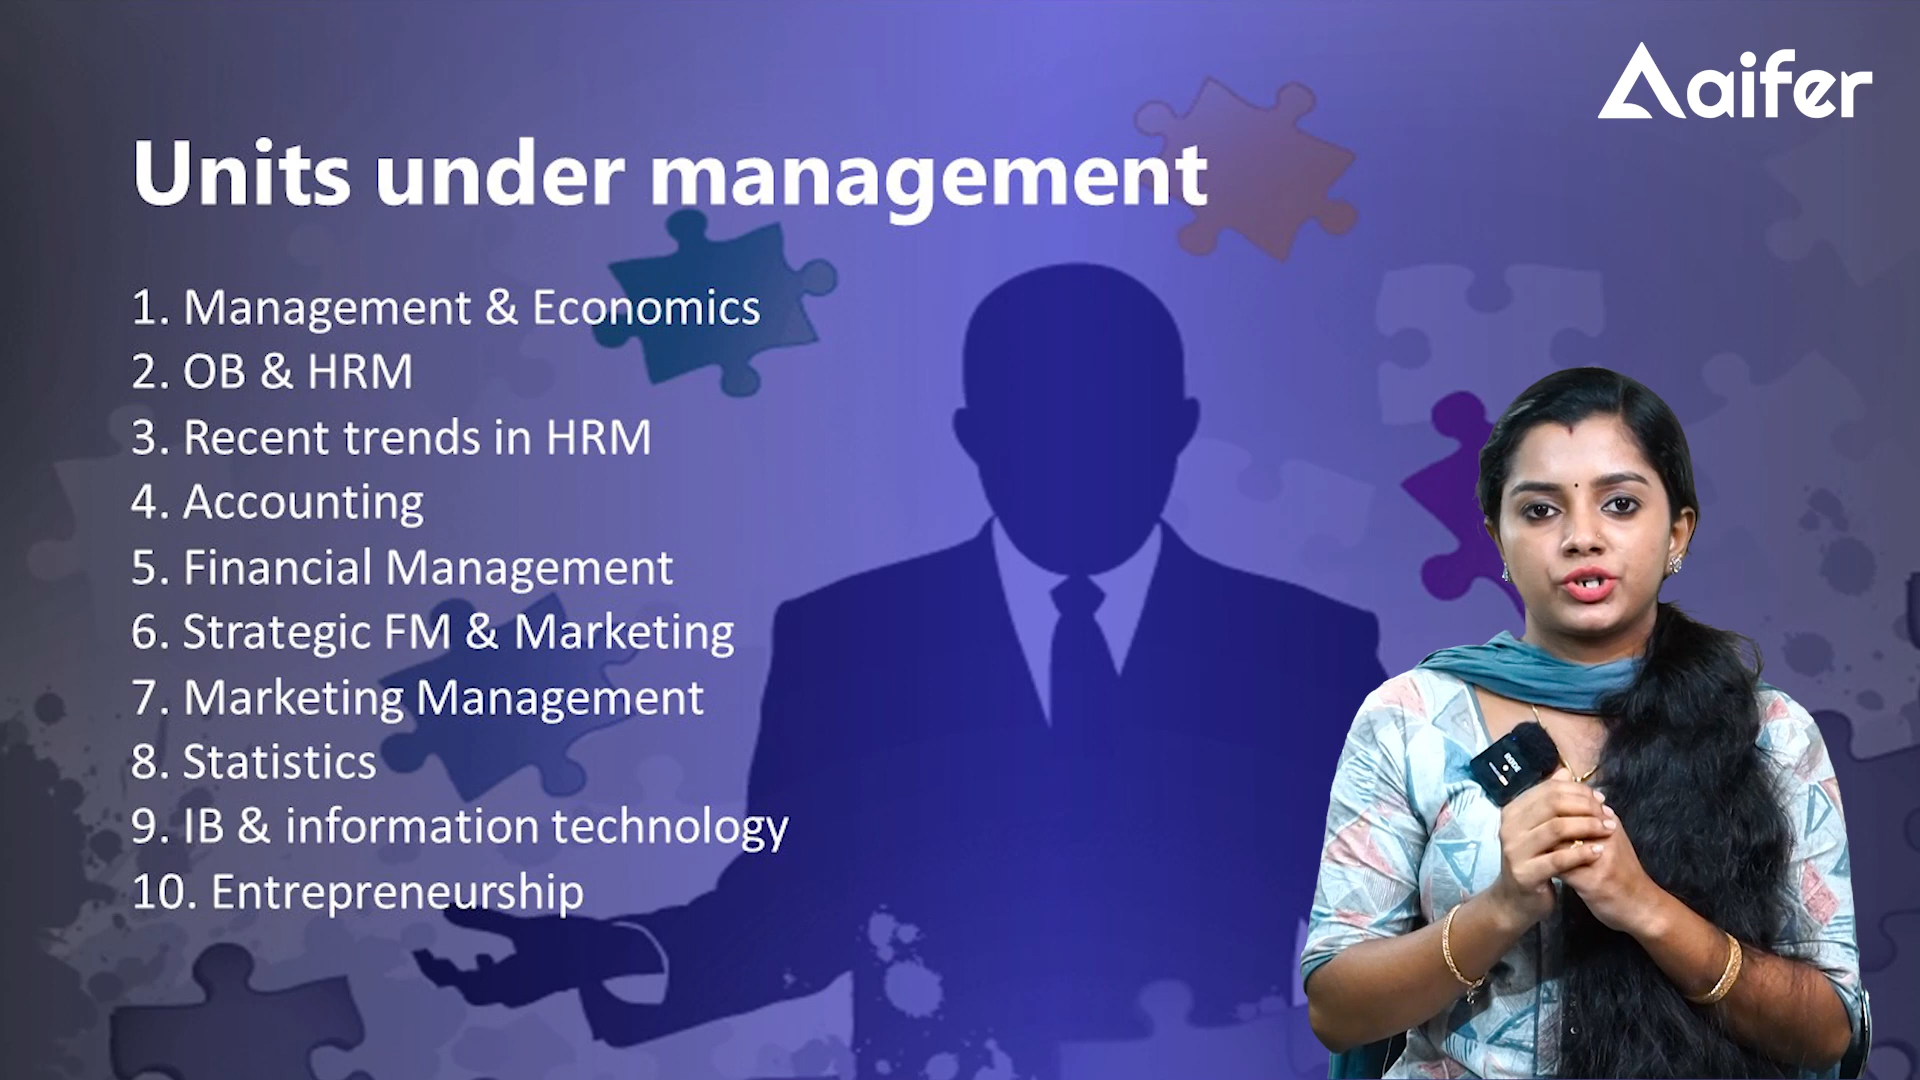 Aaifer
Units under management
1. Management & Economics
2. OB & HRM
3. Recent trends in HRM
4. Accounting
5. Financial Management
6. Strategic FM & Marketing
7. Marketing Management
8. Statistics
9. IB & information technology
10. Entrepreneurship